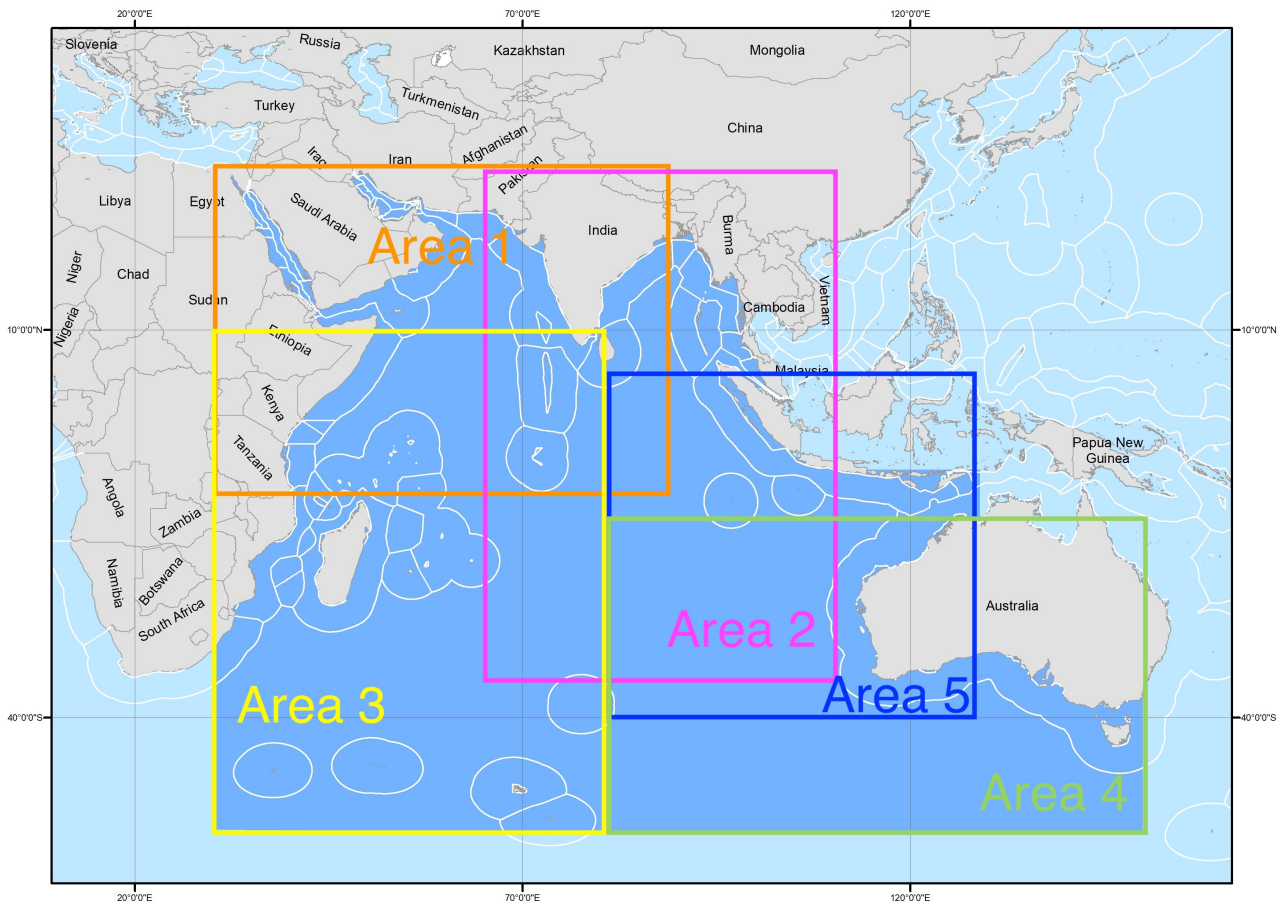 20°0'0"E
70°0'0"E
120°0'0"E
Slovenia
Russia
Kazakhstan
Mongolia
Turkey
Turkmenistan
China
Afghanistan
Iraq
Iran
Pakistan
Libya
Egypt
Saudi Arabia
India
Burma
Area 1
Niger
Chad
Sudan
Vietnam
Cambodia
Nigeria
10°0'0"N
10°0'0"N
Ethiopia
Malaysia
Kenya
Tanzania
Papua New
Guinea
Angola
Zambia
Namibia
Botswana
South Africa
Australia
Area 2
Area 3
Area 5
40°0'0"S
40°0'0"S
Area 4
20°0'0"E
70°0'0"E
120°0'0"E